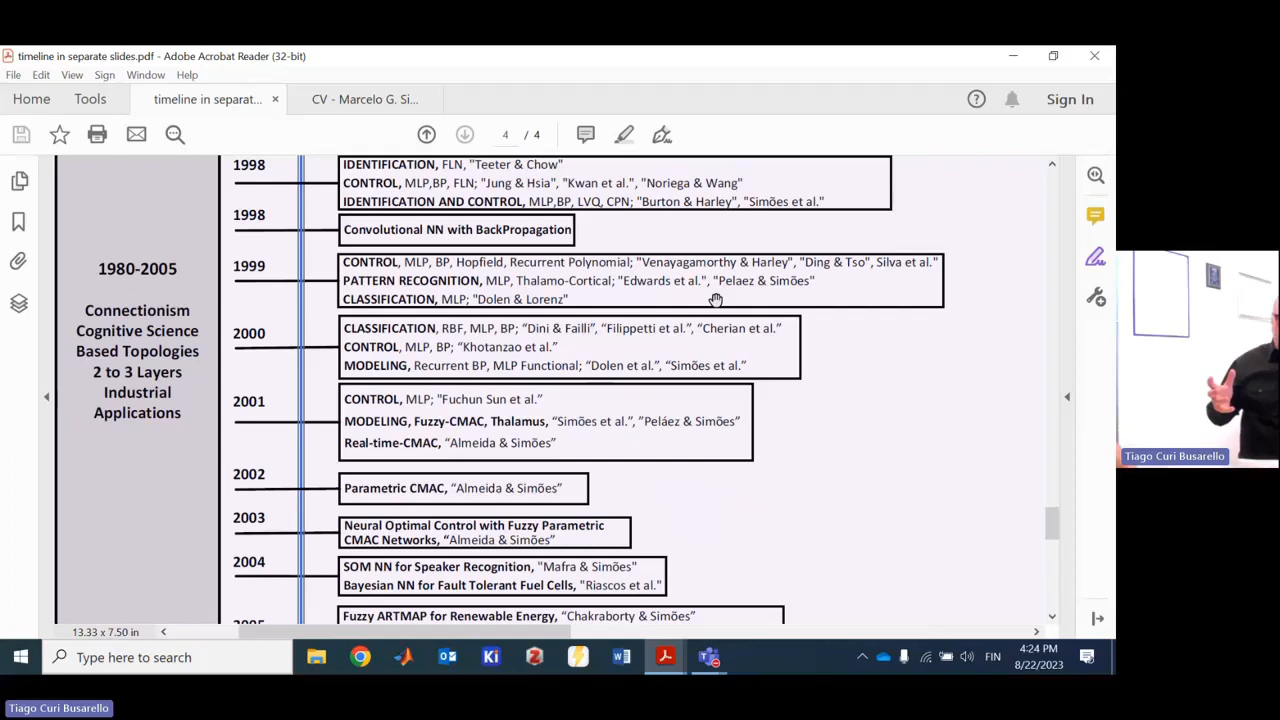 timeline in separate slides.pdf - Adobe Acrobat Reader (32-bit)
File Edit View Sign Window Help
Home Tools timeline in separat... × CV - Marcelo G. Si... Sign In
4 / 4
1998
IDENTIFICATION, FLN, "Teeter & Chow"
CONTROL, MLP,BP, FLN; "Jung & Hsia", "Kwan et al.", "Noriega & Wang"
IDENTIFICATION AND CONTROL, MLP,BP, LVQ, CPN; "Burton & Harley", "Simões et al."
1998
Convolutional NN with BackPropagation
1980-2005
Connectionism
Cognitive Science
Based Topologies
2 to 3 Layers
Industrial
Applications
1999
CONTROL, MLP, BP, Hopfield, Recurrent Polynomial; "Venayagamorthy & Harley", "Ding & Tso", Silva et al."
PATTERN RECOGNITION, MLP, Thalamo-Cortical; "Edwards et al.", "Pelaez & Simões"
CLASSIFICATION, MLP; "Dolen & Lorenz"
2000
CLASSIFICATION, RBF, MLP, BP; “Dini & Failli”, “Filippetti et al.”, “Cherian et al.”
CONTROL, MLP, BP; “Khotanzao et al.”
MODELING, Recurrent BP, MLP Functional; “Dolen et al.”, “Simões et al.”
2001
CONTROL, MLP; "Fuchun Sun et al.”
MODELING, Fuzzy-CMAC, Thalamus, “Simões et al.”, ”Peláez & Simões”
Real-time-CMAC, “Almeida & Simões”
2002
Parametric CMAC, “Almeida & Simões”
2003
Neural Optimal Control with Fuzzy Parametric
CMAC Networks, “Almeida & Simões”
2004
SOM NN for Speaker Recognition, "Mafra & Simões"
Bayesian NN for Fault Tolerant Fuel Cells, "Riascos et al."
2005
Fuzzy ARTMAP for Renewable Energy, “Chakraborty & Simões”
13.33 x 7.50 in
Type here to search
Ki
FIN
4:24 PM
8/22/2023
Tiago Curi Busarello
Tiago Curi Busarello